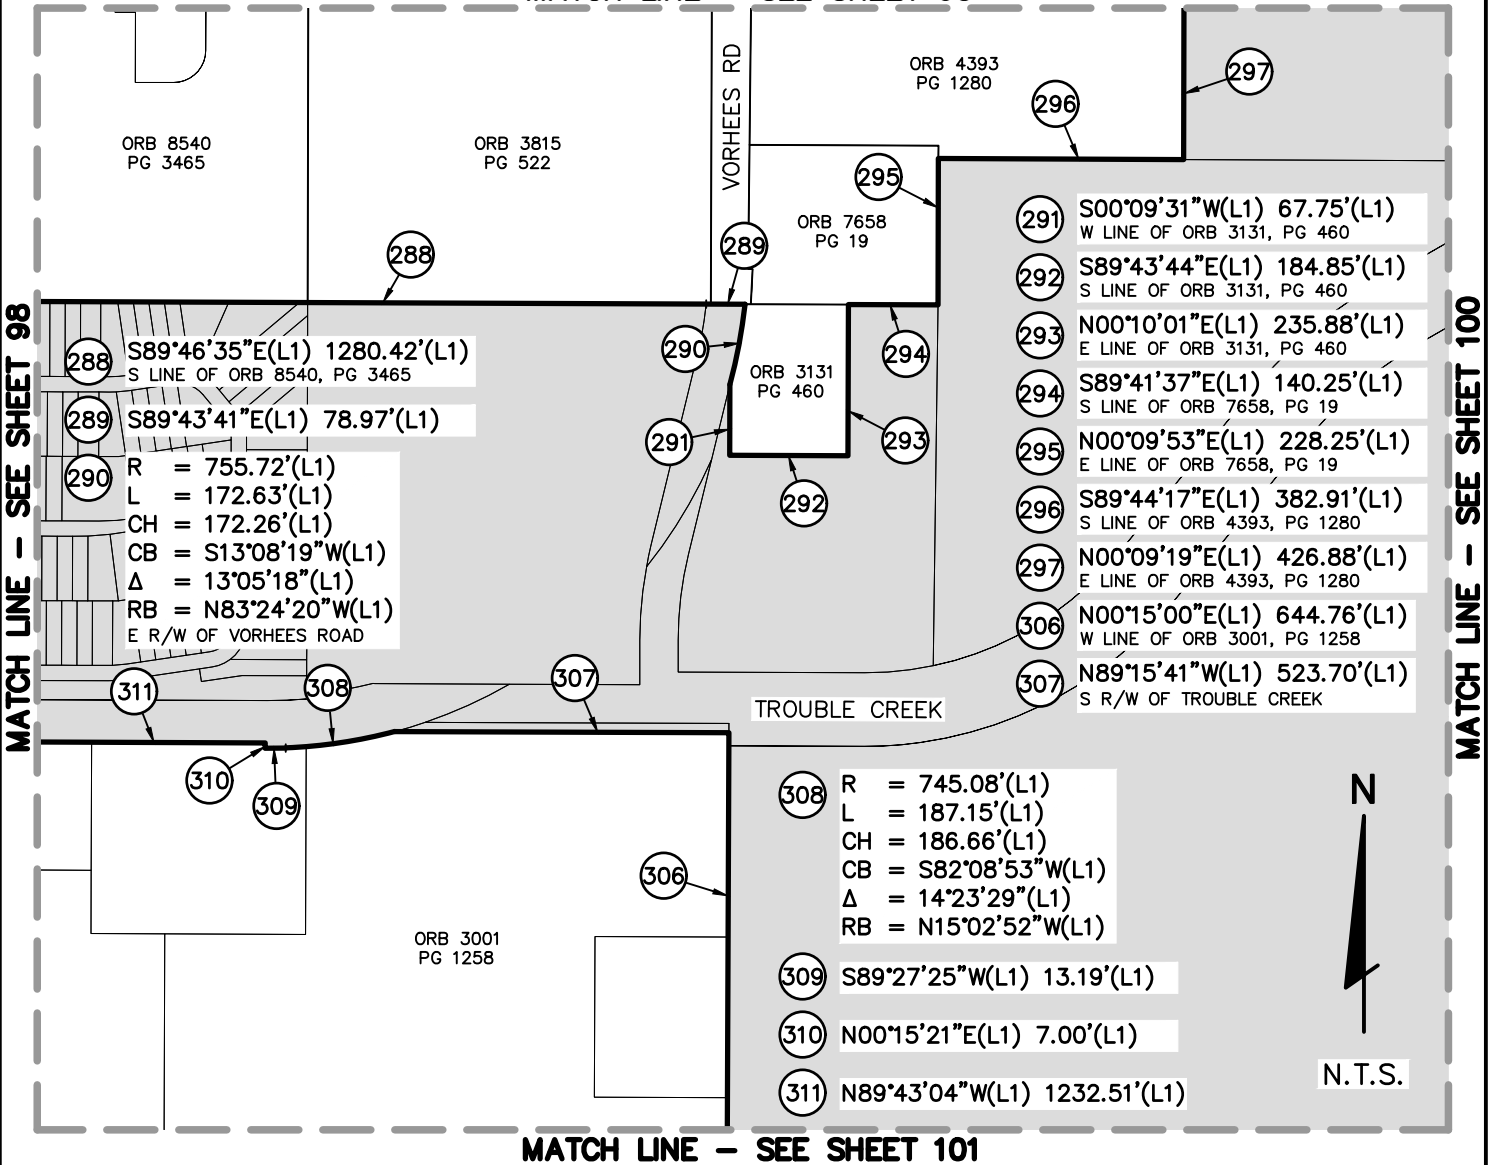 ORB 4393
PG 1280
297
296
VORHEES RD
ORB 8540
PG 3465
ORB 3815
PG 522
295
ORB 7658
PG 19
289
288
291 S00°09'31"W(L1) 67.75'(L1)
W LINE OF ORB 3131, PG 460
292 S89°43'44"E(L1) 184.85'(L1)
S LINE OF ORB 3131, PG 460
293 N00°10'01"E(L1) 235.88'(L1)
E LINE OF ORB 3131, PG 460
294 S89°41'37"E(L1) 140.25'(L1)
S LINE OF ORB 7658, PG 19
295 N00°09'53"E(L1) 228.25'(L1)
E LINE OF ORB 7658, PG 19
296 S89°44'17"E(L1) 382.91'(L1)
S LINE OF ORB 4393, PG 1280
297 N00°09'19"E(L1) 426.88'(L1)
E LINE OF ORB 4393, PG 1280
306 N00°15'00"E(L1) 644.76'(L1)
W LINE OF ORB 3001, PG 1258
307 N89°15'41"W(L1) 523.70'(L1)
S R/W OF TROUBLE CREEK
MATCH LINE - SEE SHEET 98
MATCH LINE - SEE SHEET 100
288 S89°46'35"E(L1) 1280.42'(L1)
S LINE OF ORB 8540, PG 3465
289 S89°43'41"E(L1) 78.97'(L1)
290 R = 755.72'(L1)
L = 172.63'(L1)
CH = 172.26'(L1)
CB = S13°08'19"W(L1)
Δ = 13°05'18"(L1)
RB = N83°24'20"W(L1)
E R/W OF VORHEES ROAD
290
294
ORB 3131
PG 460
291
293
292
311
308
307
TROUBLE CREEK
310
309
306
ORB 3001
PG 1258
308 R = 745.08'(L1)
L = 187.15'(L1)
CH = 186.66'(L1)
CB = S82°08'53"W(L1)
Δ = 14°23'29"(L1)
RB = N15°02'52"W(L1)
309 S89°27'25"W(L1) 13.19'(L1)
310 N00°15'21"E(L1) 7.00'(L1)
311 N89°43'04"W(L1) 1232.51'(L1)
N
N.T.S.
MATCH LINE - SEE SHEET 101